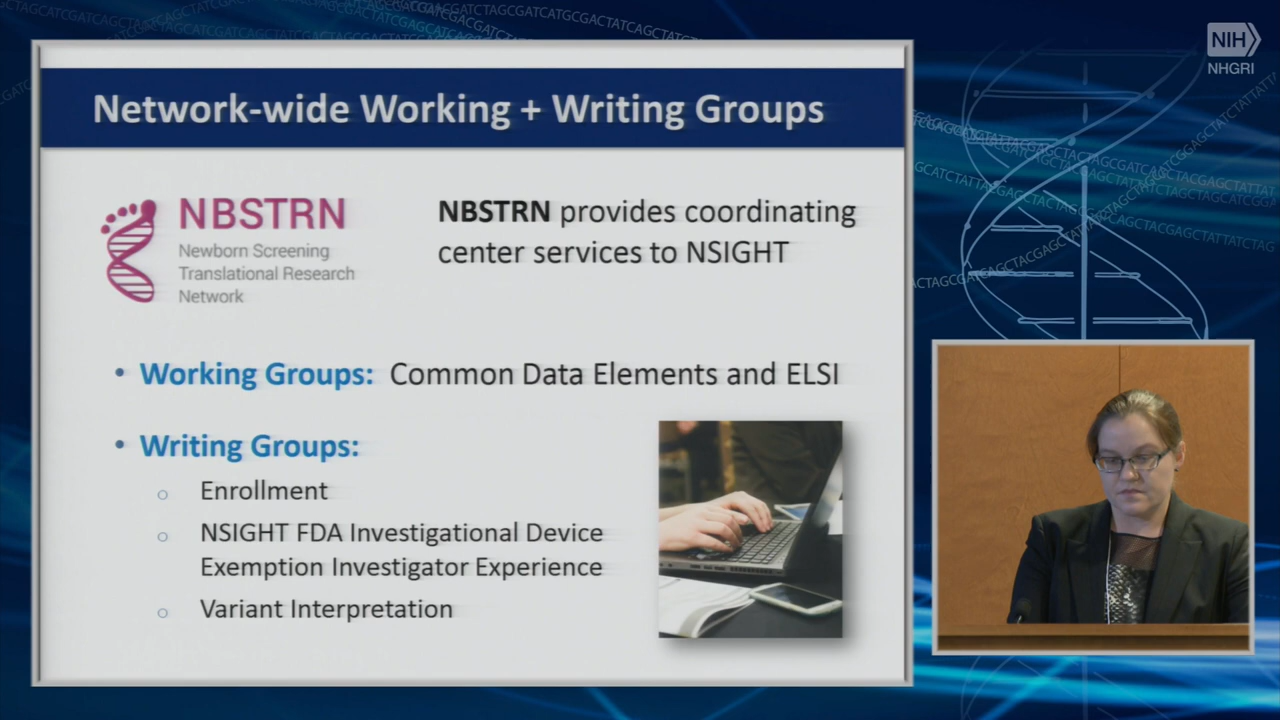 NIH
NHGRI
Network-wide Working + Writing Groups
NBSTRN
Newborn Screening
Translational Research
Network
NBSTRN provides coordinating
center services to NSIGHT
• Working Groups: Common Data Elements and ELSI
• Writing Groups:
o Enrollment
o NSIGHT FDA Investigational Device
Exemption Investigator Experience
o Variant Interpretation